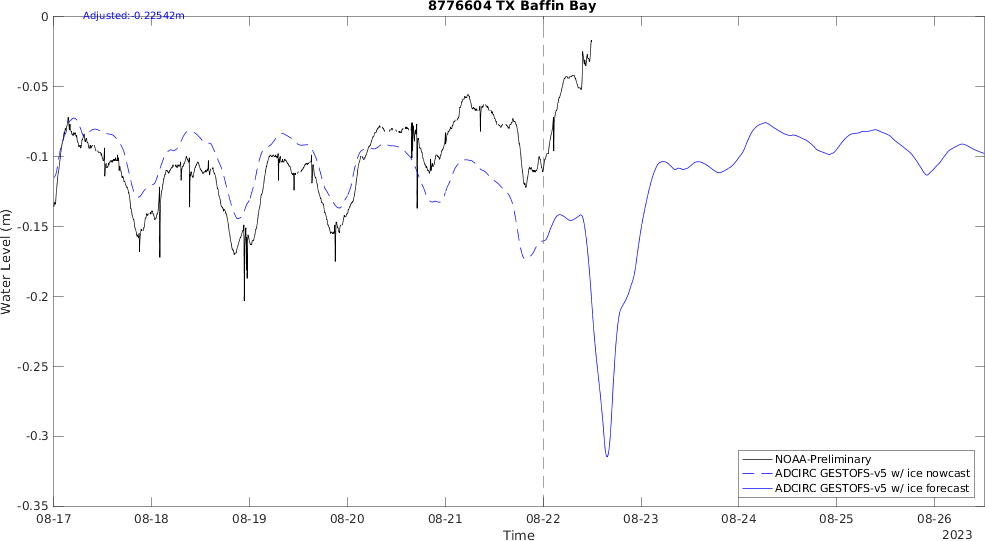 8776604 TX Baffin Bay
Adjusted:-0.22542m
0
-0.05
-0.1
-0.15
-0.2
-0.25
-0.3
-0.35
Water Level (m)
NOAA-Preliminary
ADCIRC GESTOFS-v5 w/ ice nowcast
ADCIRC GESTOFS-v5 w/ ice forecast
08-17 08-18 08-19 08-20 08-21 08-22 08-23 08-24 08-25 08-26
Time
2023